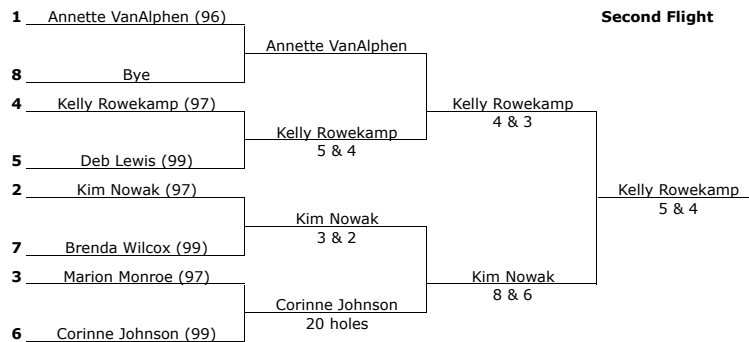 1 Annette VanAlphen (96)
Second Flight
Annette VanAlphen
8 Bye
4 Kelly Rowekamp (97)
Kelly Rowekamp
4 & 3
Kelly Rowekamp
5 & 4
5 Deb Lewis (99)
2 Kim Nowak (97)
Kelly Rowekamp
5 & 4
Kim Nowak
3 & 2
7 Brenda Wilcox (99)
3 Marion Monroe (97)
Kim Nowak
8 & 6
Corinne Johnson
20 holes
6 Corinne Johnson (99)